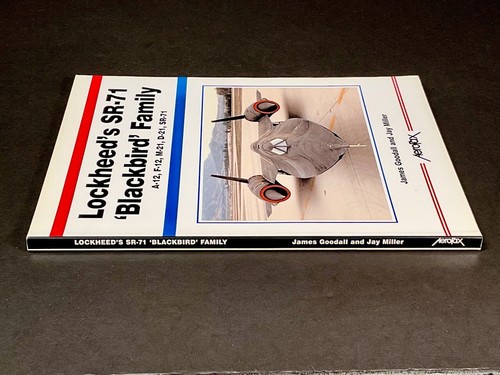 Lockheed's SR-71
'Blackbird' Family
A-12, F-12, M-21, D-21, SR-71
James Goodall and Jay Miller
AEROFAX
LOCKHEED'S SR-71 'BLACKBIRD' FAMILY
James Goodall and Jay Miller
AEROFAX